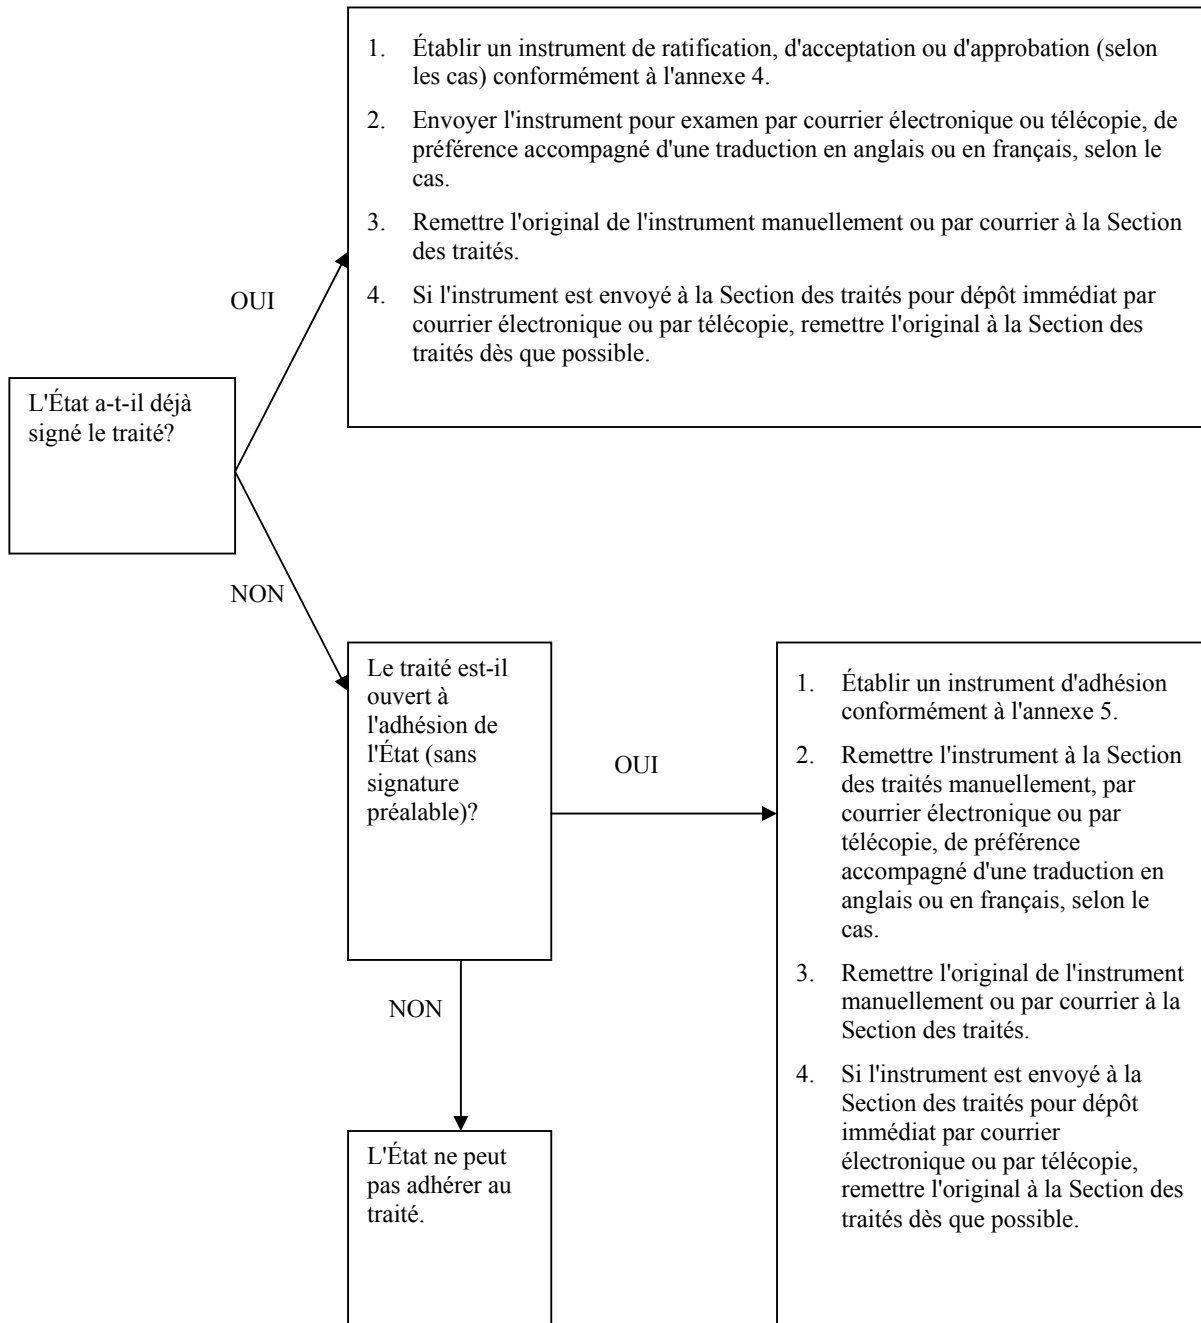 1. Établir un instrument de ratification, d'acceptation ou d'approbation (selon
les cas) conformément à l'annexe 4.
2. Envoyer l'instrument pour examen par courrier électronique ou télécopie, de
préférence accompagné d'une traduction en anglais ou en français, selon le
cas.
3. Remettre l'original de l'instrument manuellement ou par courrier à la Section
des traités.
4. Si l'instrument est envoyé à la Section des traités pour dépôt immédiat par
courrier électronique ou par télécopie, remettre l'original à la Section des
traités dès que possible.
OUI
L'État a-t-il déjà
signé le traité?
NON
Le traité est-il
ouvert à
l'adhésion de
l'État (sans
signature
préalable)?
OUI
1. Établir un instrument d'adhésion
conformément à l'annexe 5.
2. Remettre l'instrument à la Section
des traités manuellement, par
courrier électronique ou par
télécopie, de préférence
accompagné d'une traduction en
anglais ou en français, selon le
cas.
3. Remettre l'original de l'instrument
manuellement ou par courrier à la
Section des traités.
4. Si l'instrument est envoyé à la
Section des traités pour dépôt
immédiat par courrier
électronique ou par télécopie,
remettre l'original à la Section des
traités dès que possible.
NON
L'État ne peut
pas adhérer au
traité.